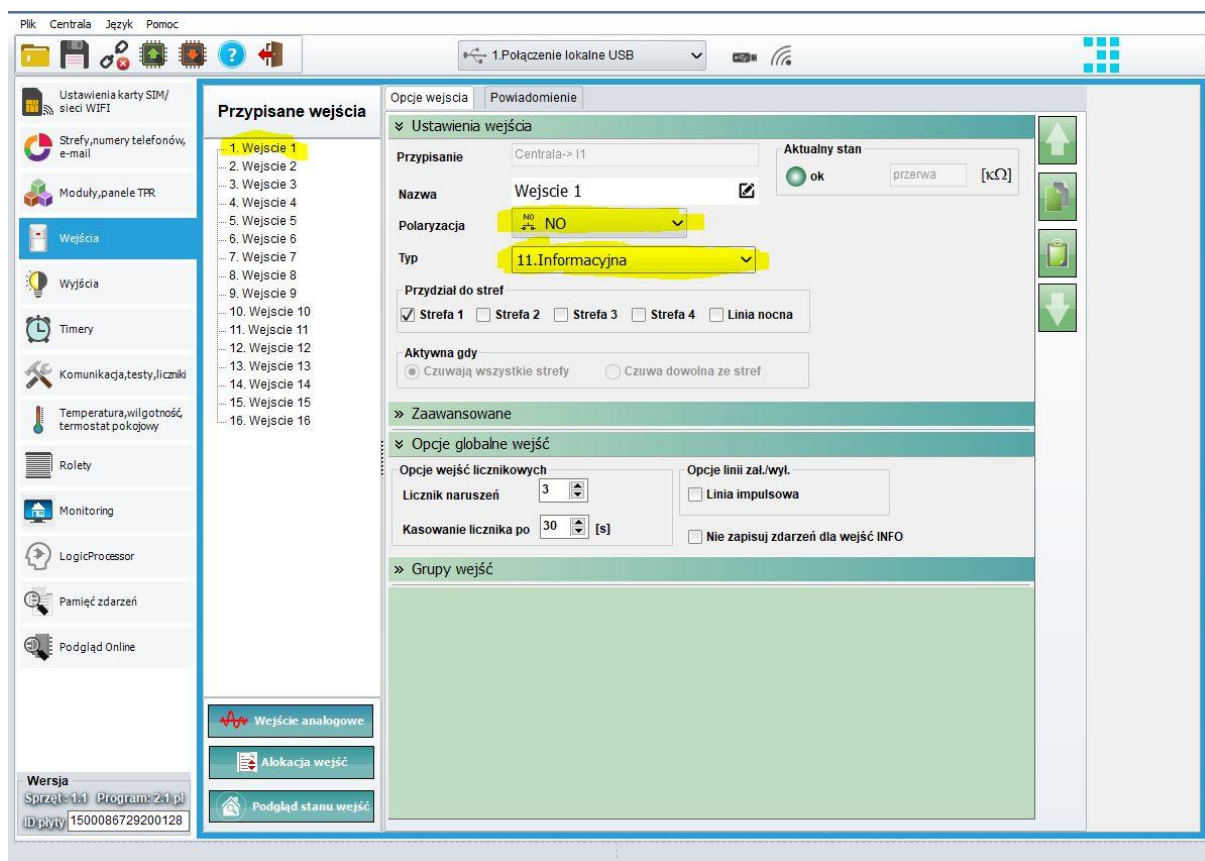 Plik Centrala Język Pomoc
1.Połączenie lokalne USB
Ustawienia karty SIM/
sieci WIFI
Strefy,numery telefonów,
e-mail
Moduły,panele TPR
Wejścia
Wyjścia
Timery
Komunikacja,testy,liczniki
Temperatura,wilgotność,
termostat pokojowy
Rolety
Monitoring
LogicProcessor
Pamięć zdarzeń
Podgląd Online
Wersja
Sprzęt: 1.1 Program: 2.1 pl
ID płyty 1500086729200128
Przypisane wejścia
1. Wejscie 1
2. Wejscie 2
3. Wejscie 3
4. Wejscie 4
5. Wejscie 5
6. Wejscie 6
7. Wejscie 7
8. Wejscie 8
9. Wejscie 9
10. Wejscie 10
11. Wejscie 11
12. Wejscie 12
13. Wejscie 13
14. Wejscie 14
15. Wejscie 15
16. Wejscie 16
Wejście analogowe
Alokacja wejść
Podgląd stanu wejść
Opcje wejscia Powiadomienie
Ustawienia wejścia
Przypisanie Centrala-> I1
Aktualny stan
ok przerwa [κΩ]
Nazwa Wejscie 1
Polaryzacja NO NO
Typ 11.Informacyjna
Przydział do stref
Strefa 1 Strefa 2 Strefa 3 Strefa 4 Linia nocna
Aktywna gdy
Czuwają wszystkie strefy Czuwa dowolna ze stref
Zaawansowane
Opcje globalne wejść
Opcje wejść licznikowych
Licznik naruszeń 3
Kasowanie licznika po 30 [s]
Opcje linii zał./wył.
Linia impulsowa
Nie zapisuj zdarzeń dla wejść INFO
Grupy wejść